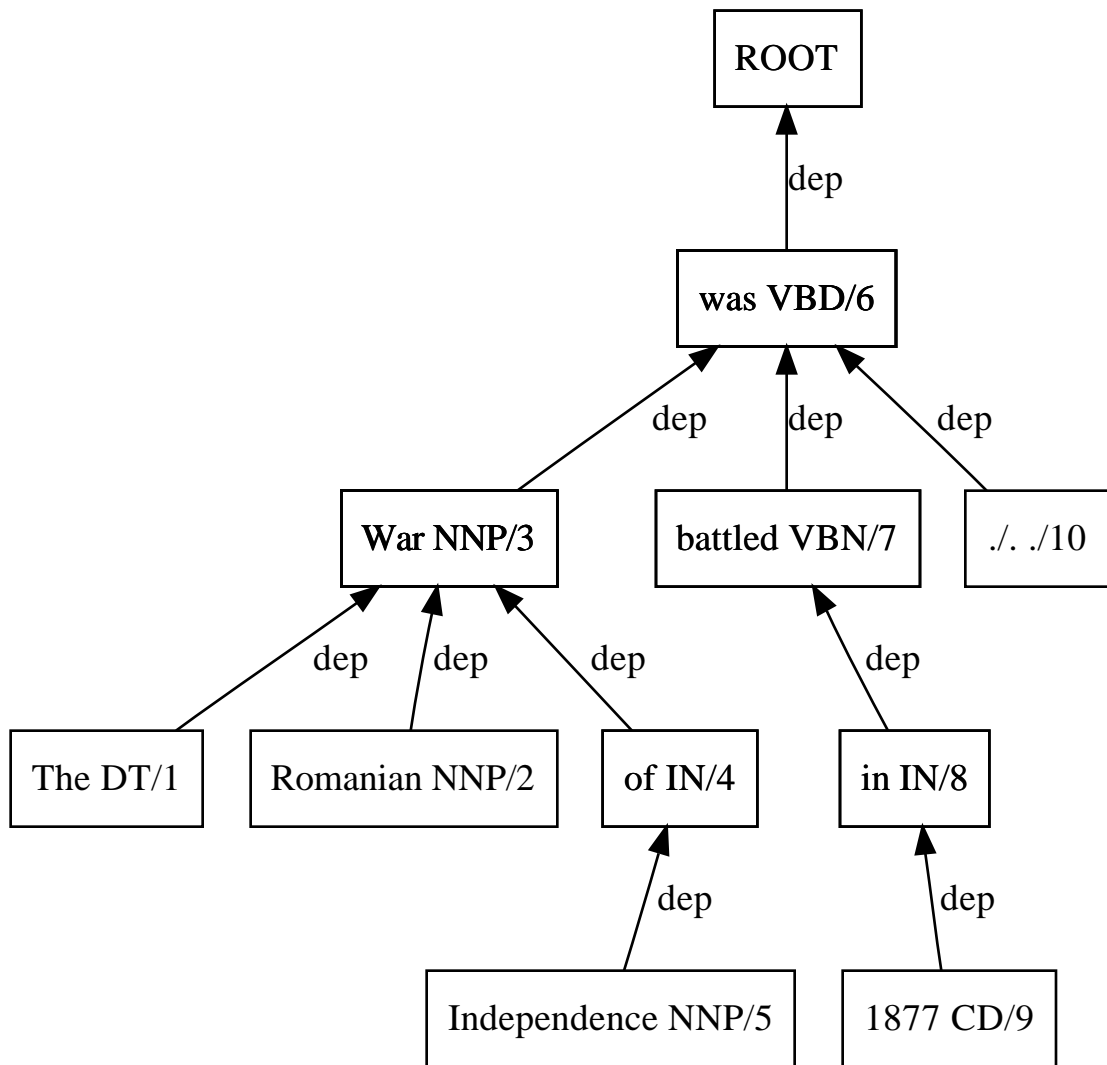 ROOT
dep
was VBD/6
dep dep dep
War NNP/3 battled VBN/7 ./. ./10
dep dep dep dep
The DT/1 Romanian NNP/2 of IN/4 in IN/8
dep dep
Independence NNP/5 1877 CD/9